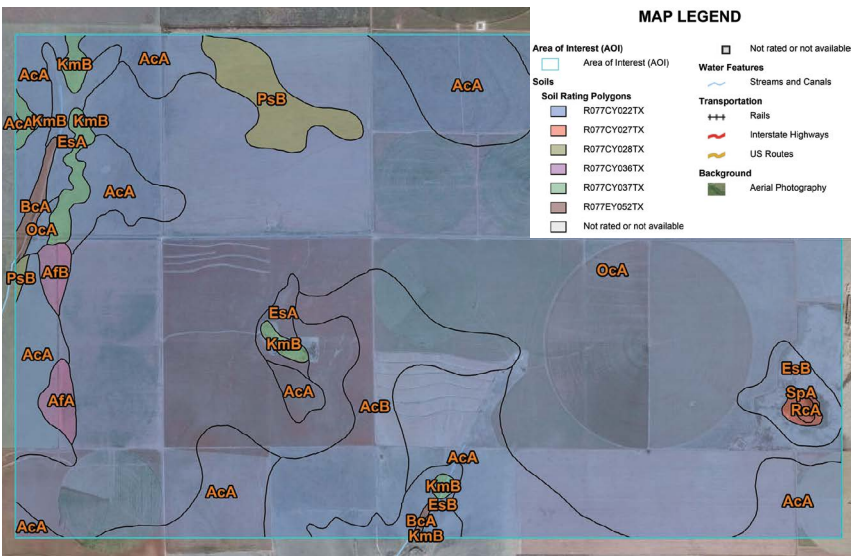 MAP LEGEND
Area of Interest (AOI)
Area of Interest (AOI)
Soils
Soil Rating Polygons
R077CY022TX
R077CY027TX
R077CY028TX
R077CY036TX
R077CY037TX
R077EY052TX
Not rated or not available
Not rated or not available
Water Features
Streams and Canals
Transportation
Rails
Interstate Highways
US Routes
Background
Aerial Photography
KmB
AcA
AcA
AcA
PsB
AcA
AcA
KmB
KmB
EsA
AcA
BcA
OcA
PsB
AfB
OcA
EsA
KmB
AcA
AcA
AfA
AcB
EsB
SpA
RcA
AcA
KmB
EsB
BcA
KmB
AcA
AcA
AcA